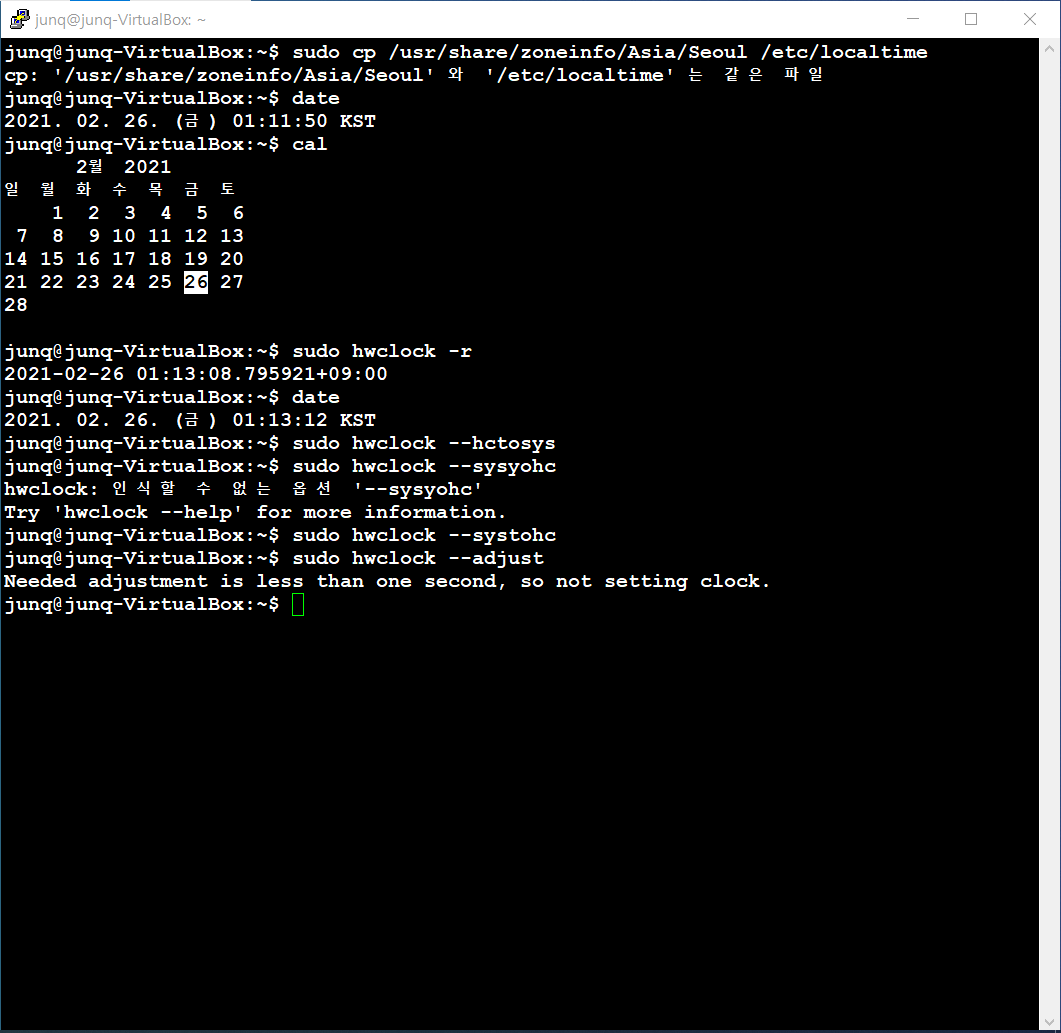 junq@junq-VirtualBox: ~
junq@junq-VirtualBox:~$ sudo cp /usr/share/zoneinfo/Asia/Seoul /etc/localtime
cp: '/usr/share/zoneinfo/Asia/Seoul' 와 '/etc/localtime' 는 같은 파일
junq@junq-VirtualBox:~$ date
2021. 02. 26. (금) 01:11:50 KST
junq@junq-VirtualBox:~$ cal
      2월 2021
일 월 화 수 목 금 토
    1  2  3  4  5  6
 7  8  9 10 11 12 13
14 15 16 17 18 19 20
21 22 23 24 25 26 27
28
junq@junq-VirtualBox:~$ sudo hwclock -r
2021-02-26 01:13:08.795921+09:00
junq@junq-VirtualBox:~$ date
2021. 02. 26. (금) 01:13:12 KST
junq@junq-VirtualBox:~$ sudo hwclock --hctosys
junq@junq-VirtualBox:~$ sudo hwclock --sysyohc
hwclock: 인식할 수 없는 옵션 '--sysyohc'
Try 'hwclock --help' for more information.
junq@junq-VirtualBox:~$ sudo hwclock --systohc
junq@junq-VirtualBox:~$ sudo hwclock --adjust
Needed adjustment is less than one second, so not setting clock.
junq@junq-VirtualBox:~$